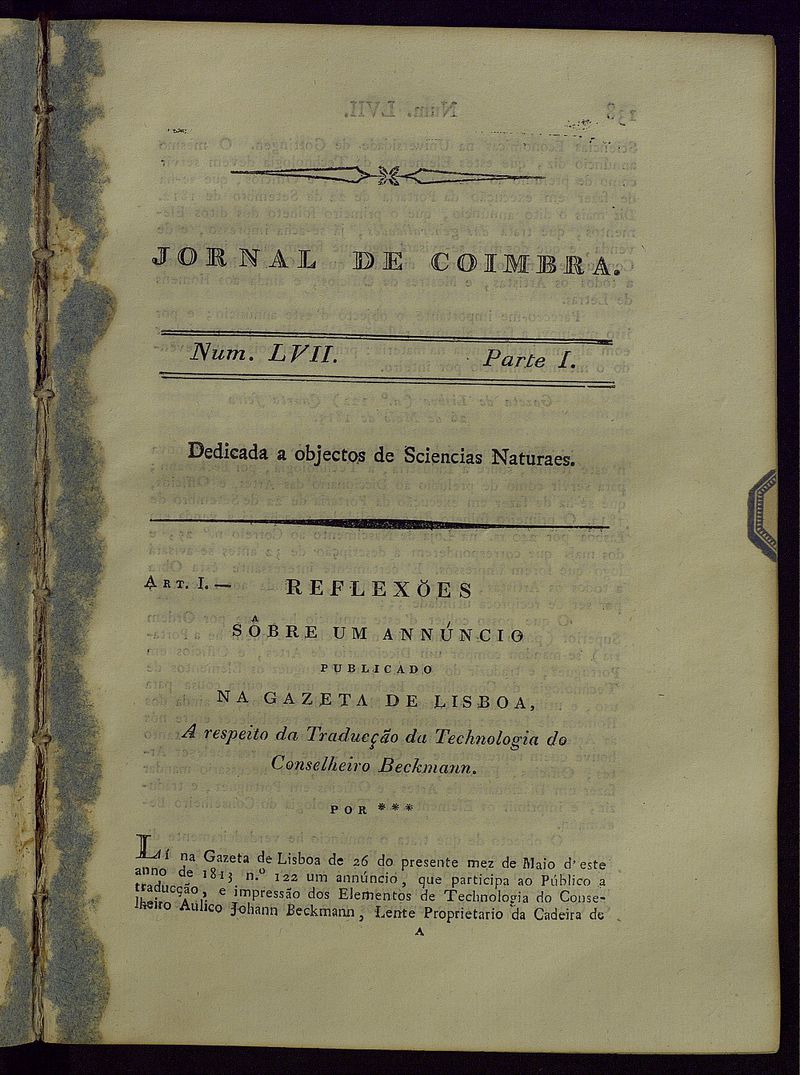 JORNAL DE COIMBRA.
Num. LVII. Parte I.
Dedicada a objectos de Sciencias Naturaes.
ART. I. — REFLEXÕES
SÔBRE UM ANNÚNCIO
PUBLICADO
NA GAZETA DE LISBOA,
A respeito da Traducção da Technologia do
Conselheiro Beckmann.
POR ***
Lí na Gazeta de Lisboa de 26 do presente mez de Maio d'este
anno de 1813 n.º 122 um annúncio, que participa ao Público a
traducção, e impressão dos Elementos de Technologia do Conse-
lheiro Aulico Johann Beckmann, Lente Proprietario da Cadeira de
A